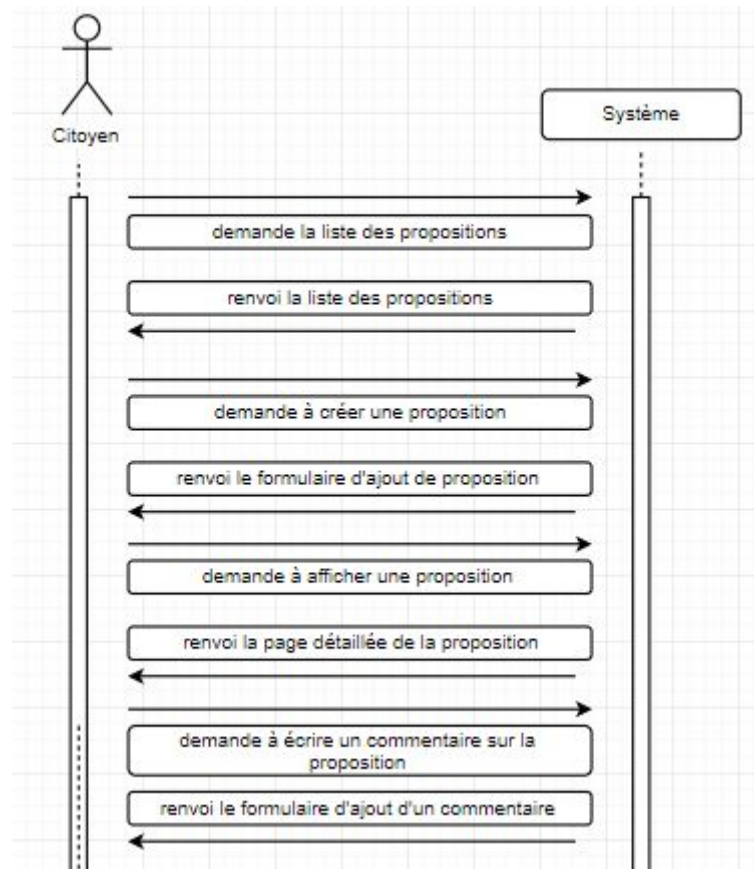 Citoyen
Système
demande la liste des propositions
renvoi la liste des propositions
demande à créer une proposition
renvoi le formulaire d'ajout de proposition
demande à afficher une proposition
renvoi la page détaillée de la proposition
demande à écrire un commentaire sur la
proposition
renvoi le formulaire d'ajout d'un commentaire